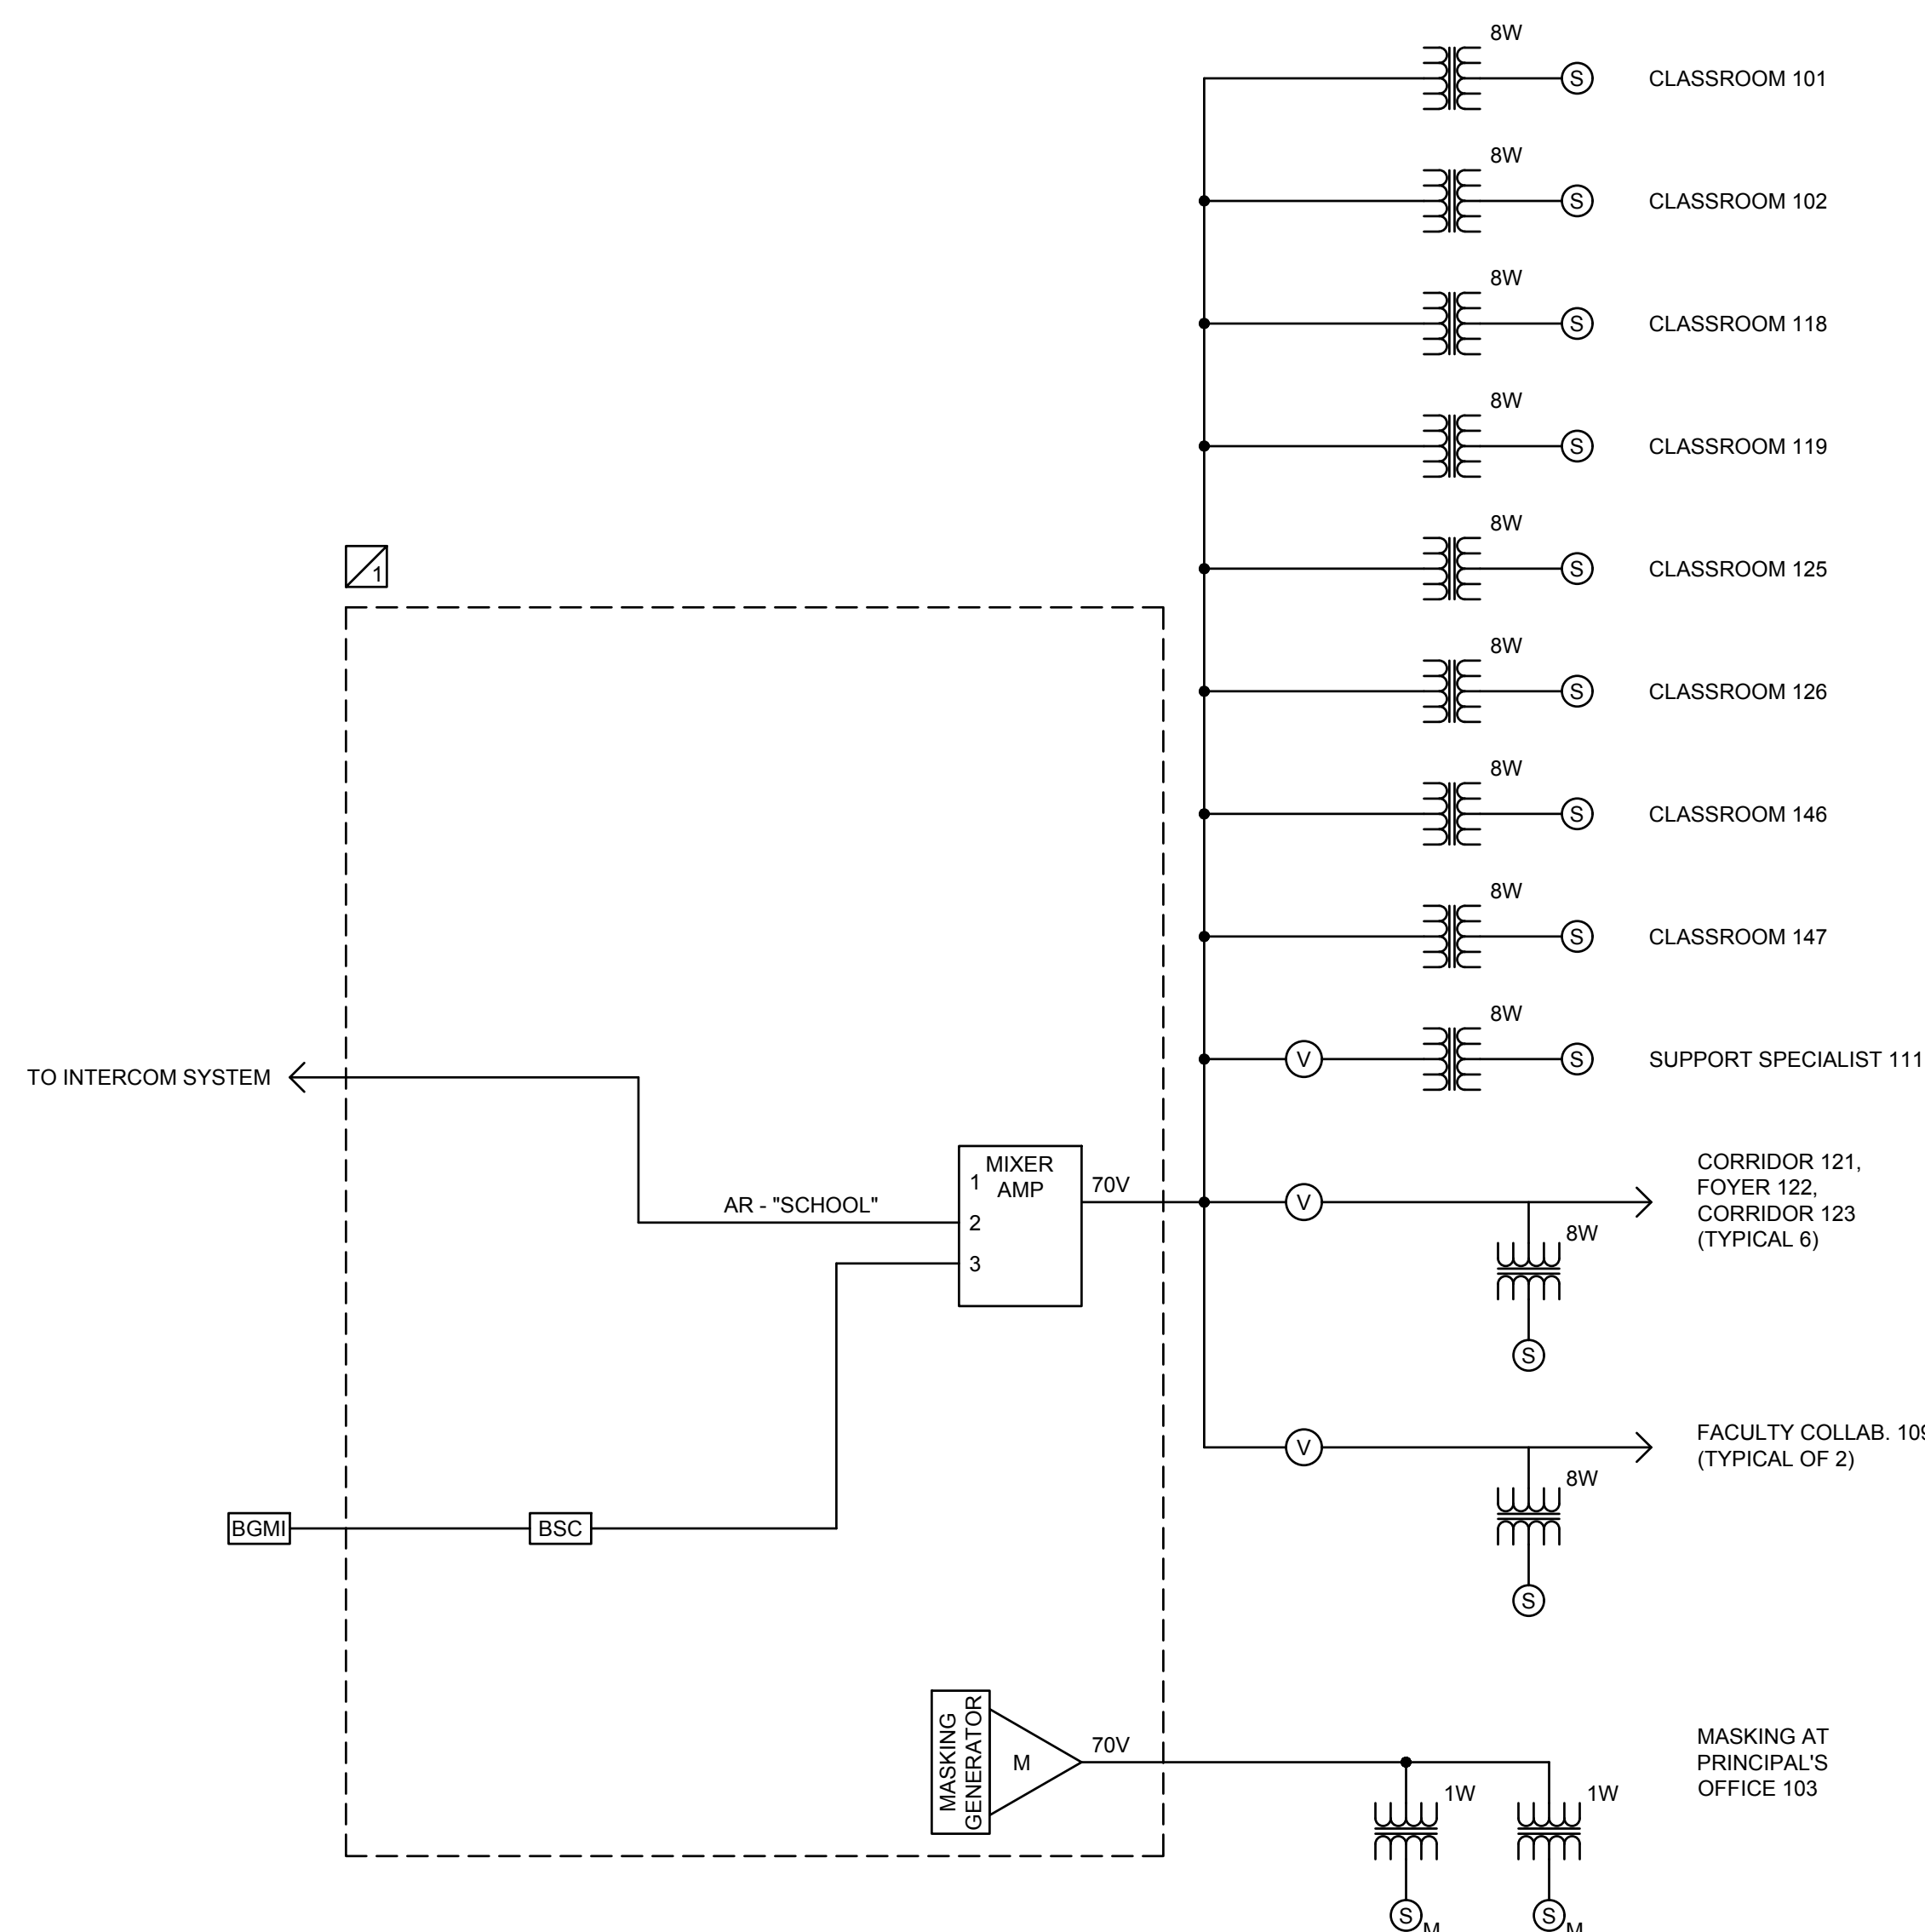 8W
S CLASSROOM 101
8W
S CLASSROOM 102
8W
S CLASSROOM 118
8W
S CLASSROOM 119
8W
S CLASSROOM 125
1
8W
S CLASSROOM 126
8W
S CLASSROOM 146
8W
S CLASSROOM 147
8W
V S SUPPORT SPECIALIST 111
TO INTERCOM SYSTEM
MIXER
AMP
1
2
3
AR - "SCHOOL"
70V
V
8W
S
CORRIDOR 121,
FOYER 122,
CORRIDOR 123
(TYPICAL 6)
V
8W
S
FACULTY COLLAB. 109
(TYPICAL OF 2)
BGMI
BSC
MASKING
GENERATOR
M
70V
1W
1W
S M
S M
MASKING AT
PRINCIPAL'S
OFFICE 103